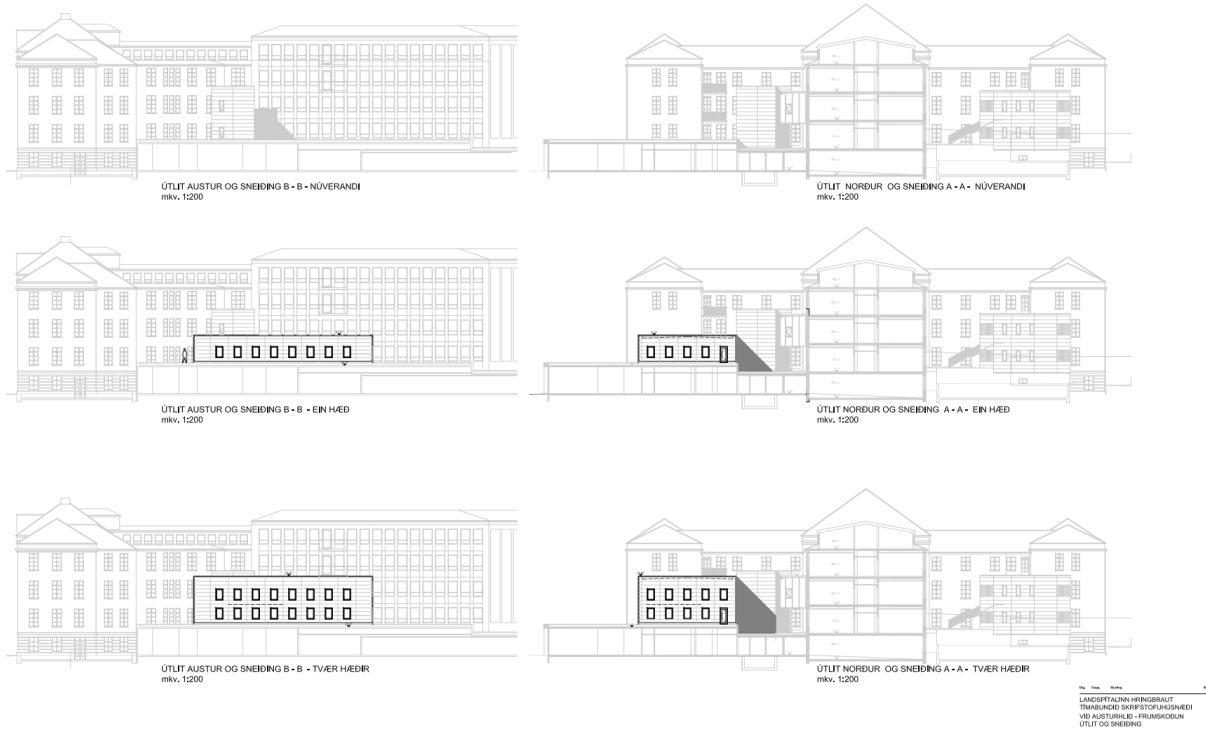 ÚTLIT AUSTUR OG SNEIÐING B - B - NÚVERANDI
mkv. 1:200
ÚTLIT NORÐUR OG SNEIÐING A - A - NÚVERANDI
mkv. 1:200
ÚTLIT AUSTUR OG SNEIÐING B - B - EIN HÆÐ
mkv. 1:200
ÚTLIT NORÐUR OG SNEIÐING A - A - EIN HÆÐ
mkv. 1:200
ÚTLIT AUSTUR OG SNEIÐING B - B - TVÆR HÆÐIR
mkv. 1:200
ÚTLIT NORÐUR OG SNEIÐING A - A - TVÆR HÆÐIR
mkv. 1:200
LANDSPÍTALINN HRINGBRAUT
TÍMABUNDIÐ SKRIFSTOFUHÚSNÆÐI
VIÐ AUSTURHLIÐ - FRUMSKOÐUN
ÚTLIT OG SNEIÐING